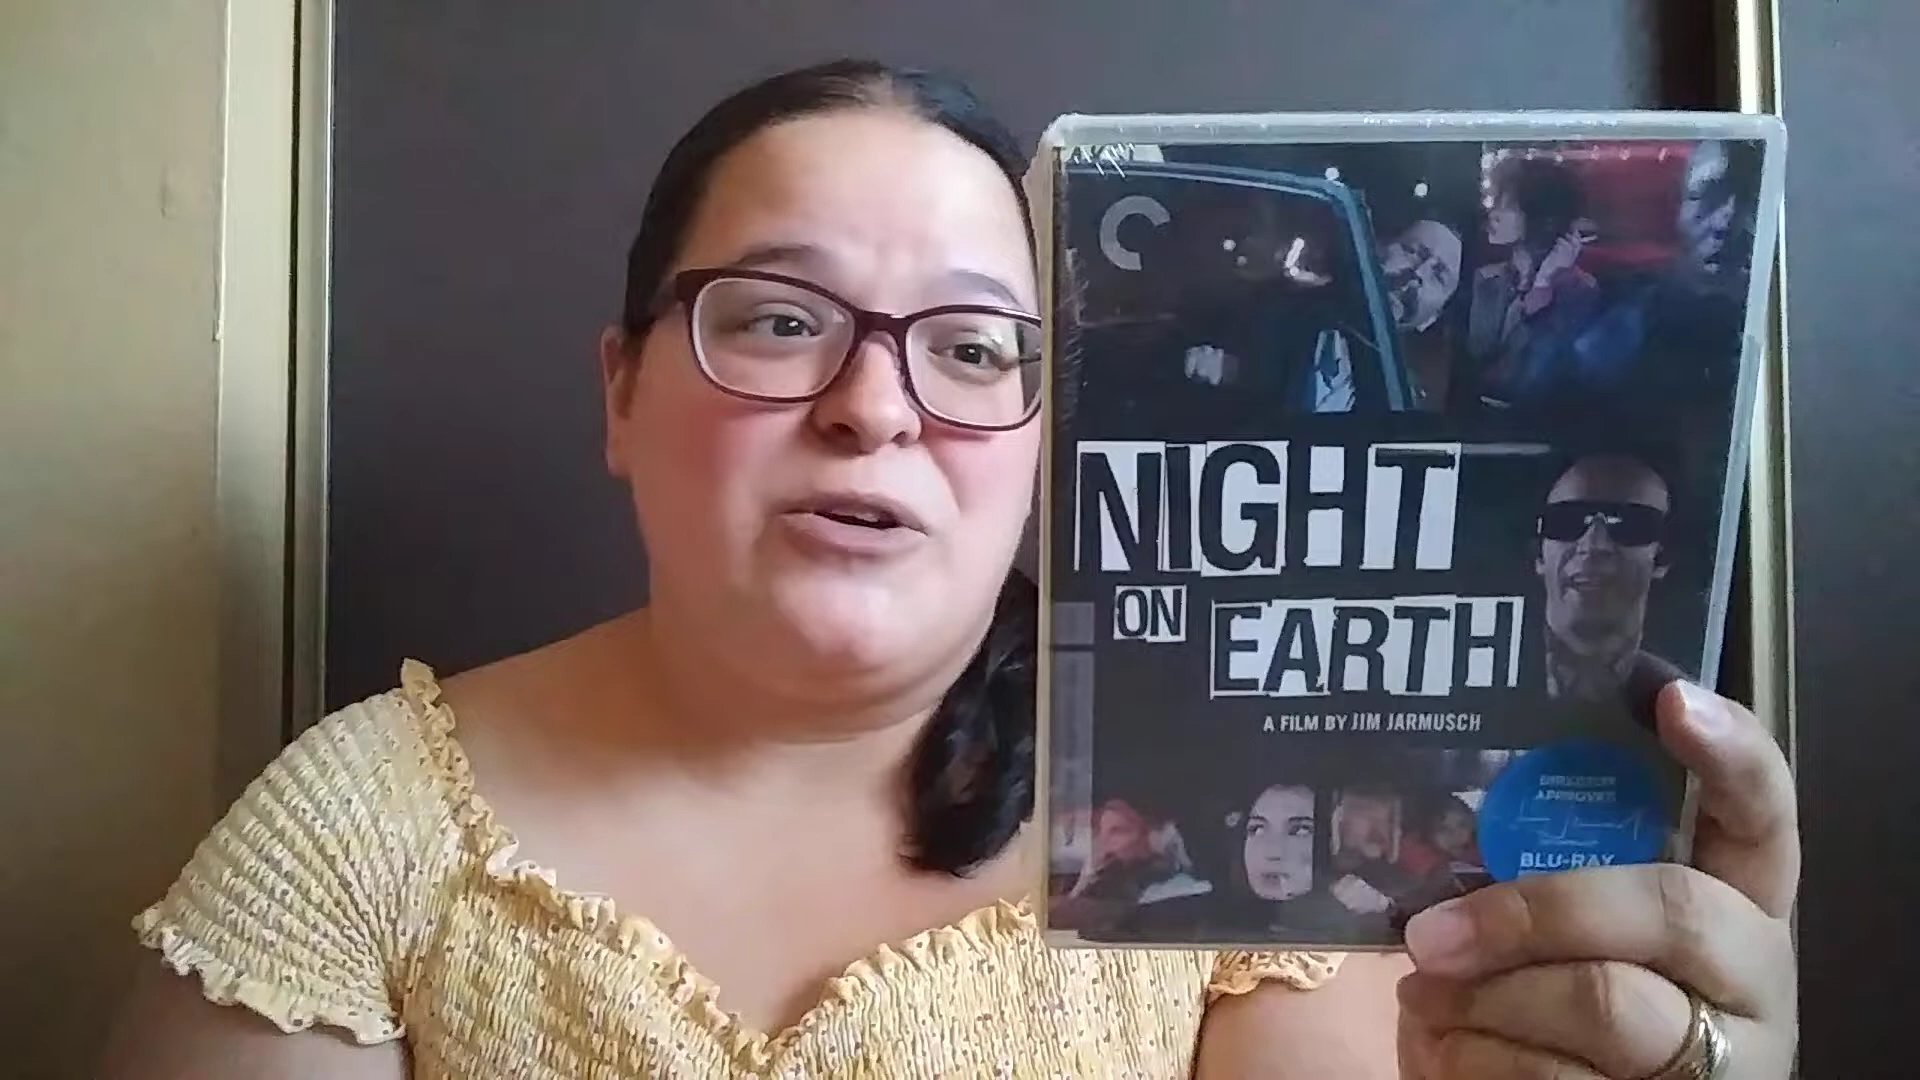 NIGHT
ON
EARTH
A FILM BY JIM JARMUSCH
DIRECTOR
APPROVED
BLU-RAY